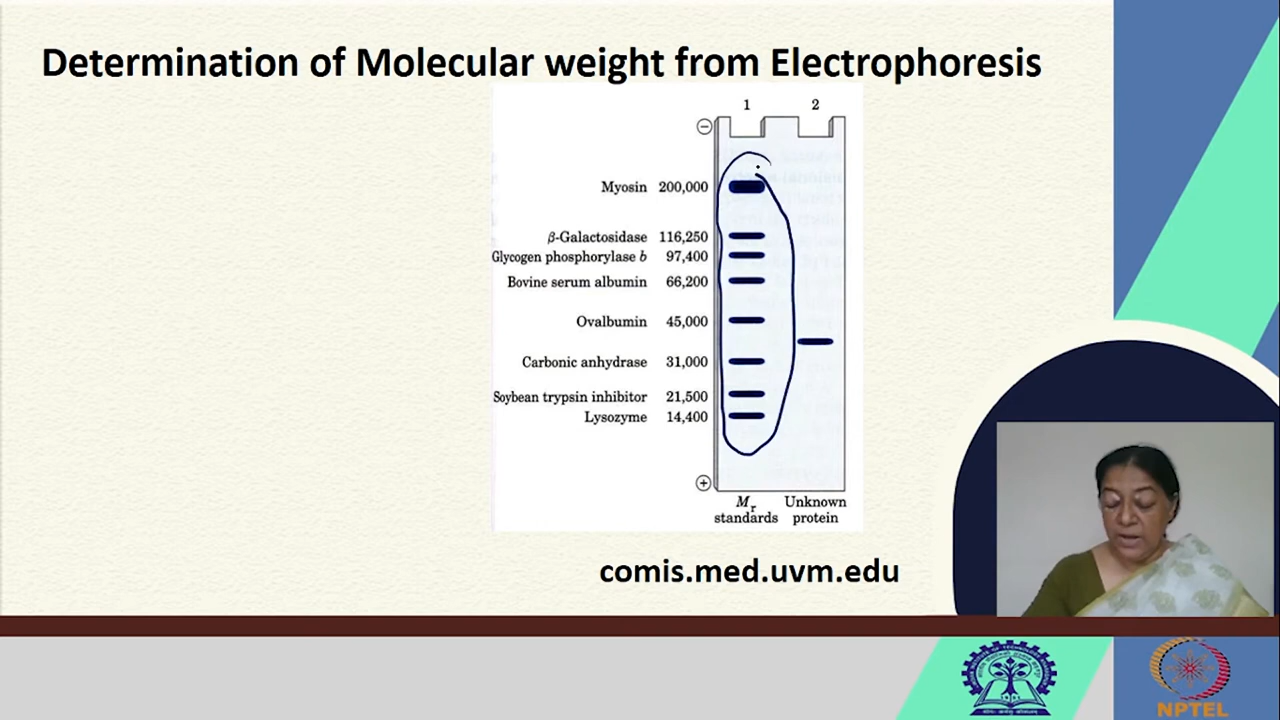 Determination of Molecular weight from Electrophoresis
1 2
−
Myosin 200,000
β-Galactosidase 116,250
Glycogen phosphorylase b 97,400
Bovine serum albumin 66,200
Ovalbumin 45,000
Carbonic anhydrase 31,000
Soybean trypsin inhibitor 21,500
Lysozyme 14,400
+
Mr Unknown
standards protein
comis.med.uvm.edu
NPTEL